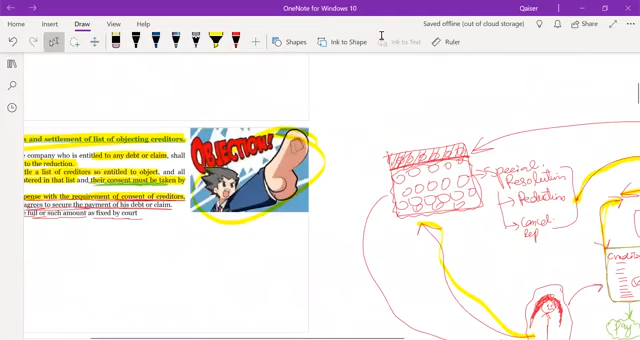 OneNote for Windows 10
Qaiser
Home
Insert
Draw
View
Help
Saved offline (out of cloud storage)
Share
Shapes
Ink to Shape
Ink to Text
Ruler
s and settlement of list of objecting creditors.
e company who is entitled to any debt or claim, shall
to the reduction.
tle a list of creditors so entitled to object, and all
stered in that list and their consent must be taken by
pense with the requirement of consent of creditors,
agrees to secure the payment of his debt or claim.
e full or such amount as fixed by court
OBJECTION!
Special
Resolution
Reduction
Cancel
Rep
Creditors
Pay